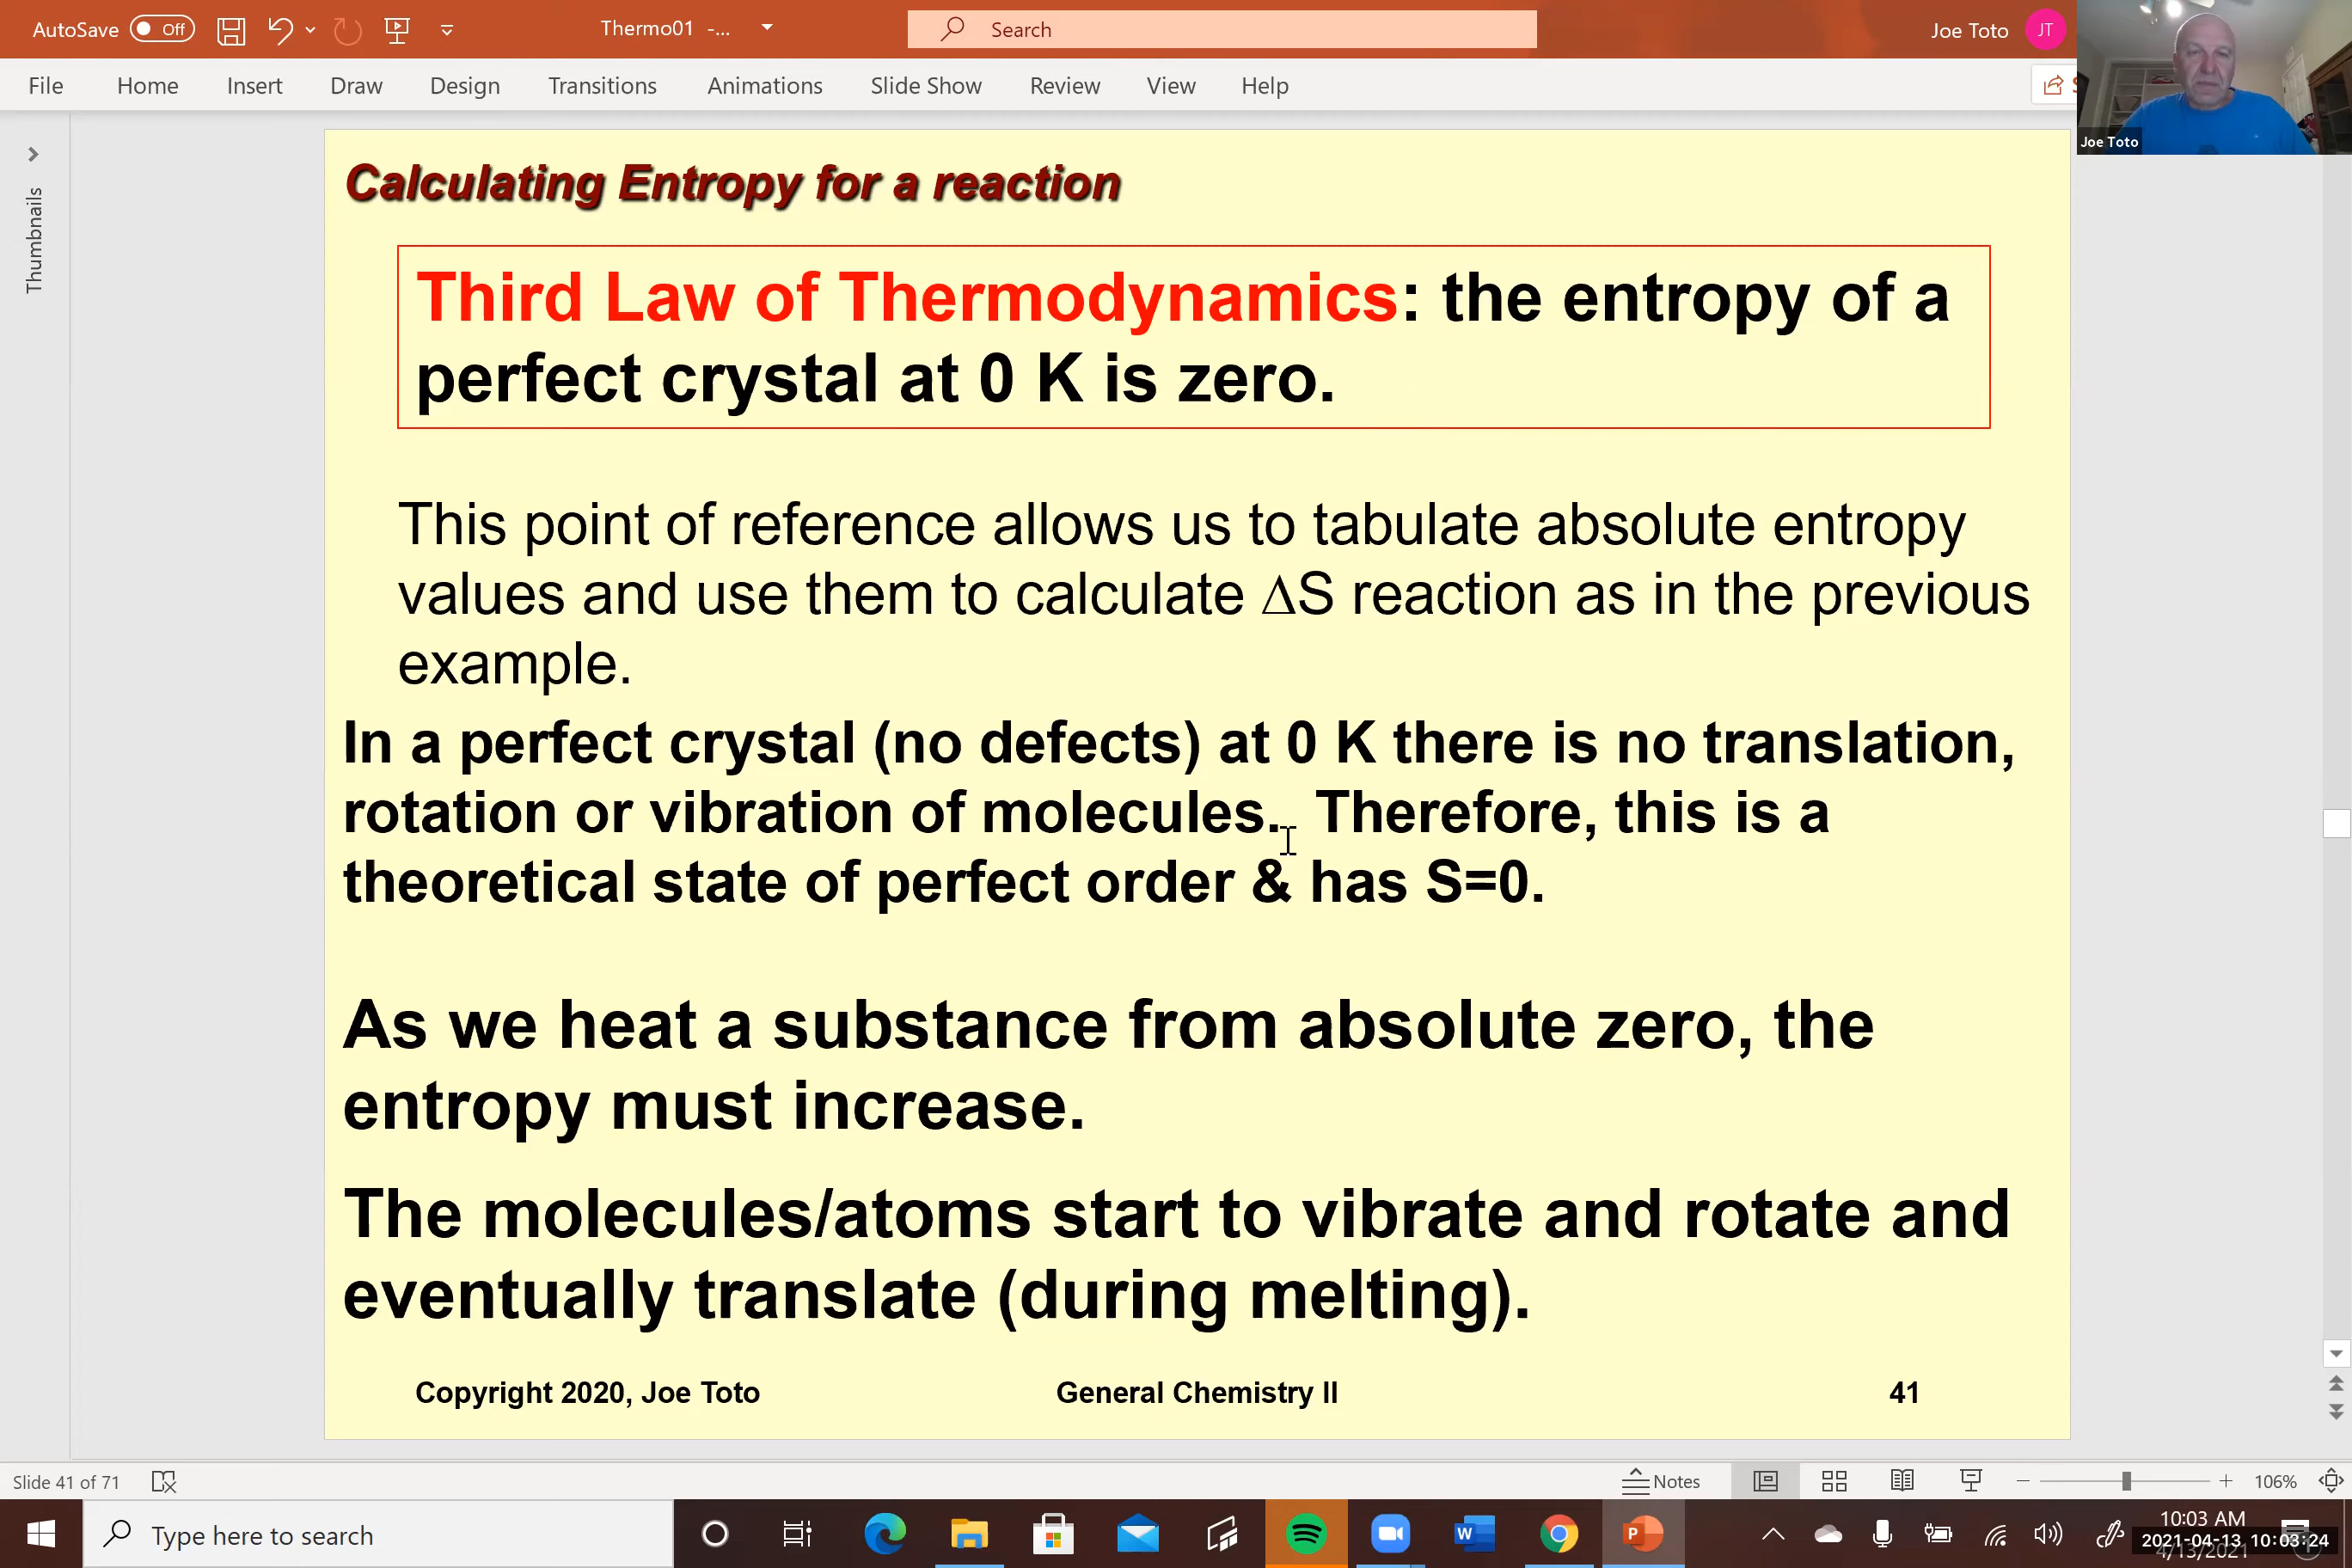 AutoSave Off Thermo01 -... Search Joe Toto JT
File Home Insert Draw Design Transitions Animations Slide Show Review View Help
Joe Toto
Thumbnails
Calculating Entropy for a reaction
Third Law of Thermodynamics: the entropy of a
perfect crystal at 0 K is zero.
This point of reference allows us to tabulate absolute entropy
values and use them to calculate ΔS reaction as in the previous
example.
In a perfect crystal (no defects) at 0 K there is no translation,
rotation or vibration of molecules. Therefore, this is a
theoretical state of perfect order & has S=0.
As we heat a substance from absolute zero, the
entropy must increase.
The molecules/atoms start to vibrate and rotate and
eventually translate (during melting).
Copyright 2020, Joe Toto General Chemistry II 41
Slide 41 of 71 Notes 106%
Type here to search W P 10:03 AM
2021-04-13 10:03:24
4/13/2021